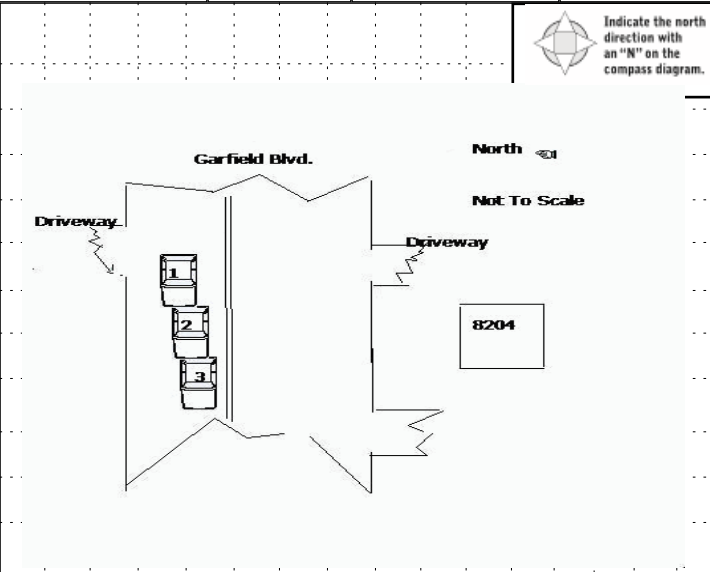 Indicate the north
direction with
an “N” on the
compass diagram.
North
Garfield Blvd.
Not To Scale
Driveway
Driveway
1
2
8204
3